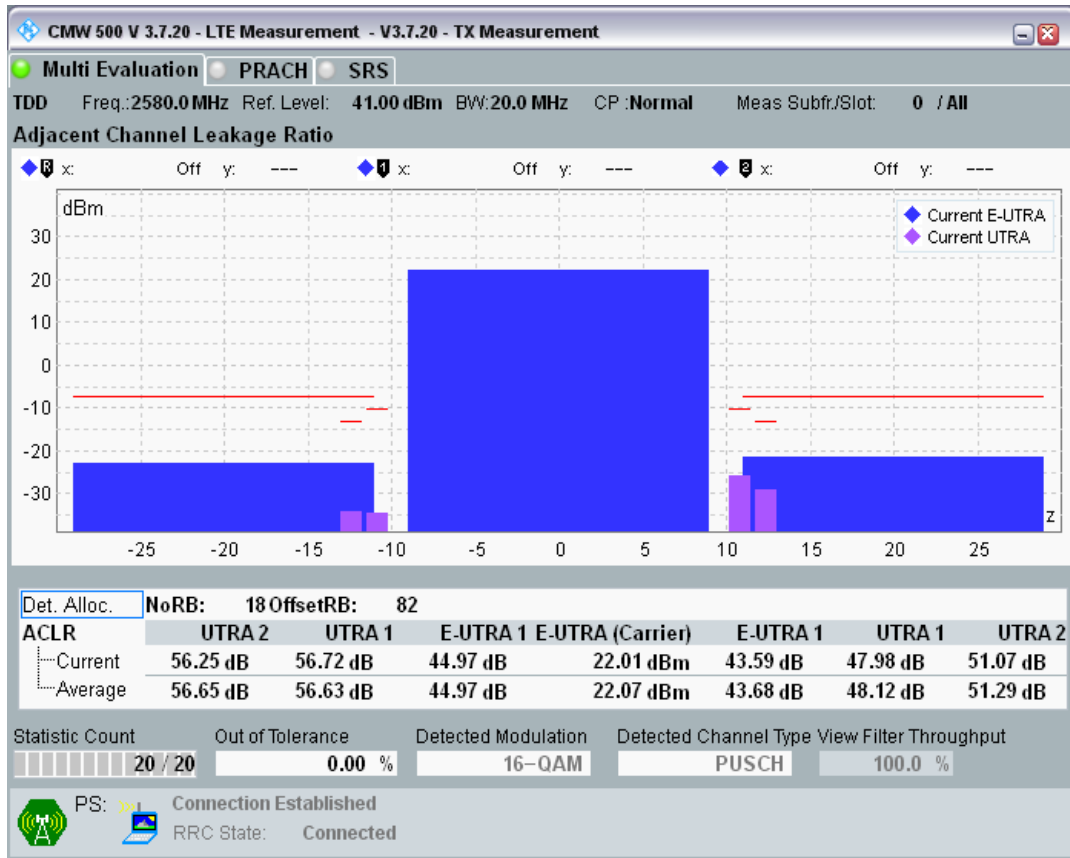 CMW 500 V 3.7.20 - LTE Measurement - V3.7.20 - TX Measurement
Multi Evaluation PRACH SRS
TDD Freq.:2580.0 MHz Ref. Level: 41.00 dBm BW:20.0 MHz CP :Normal Meas Subfr./Slot: 0 / All
Adjacent Channel Leakage Ratio
R x: Off y: --- 1 x: Off y: --- 2 x: Off y: ---
dBm
Current E-UTRA
Current UTRA
30
20
10
0
-10
-20
-30
z
-25 -20 -15 -10 -5 0 5 10 15 20 25
Det. Alloc. NoRB: 18 OffsetRB: 82
ACLR UTRA 2 UTRA 1 E-UTRA 1 E-UTRA (Carrier) E-UTRA 1 UTRA 1 UTRA 2
Current 56.25 dB 56.72 dB 44.97 dB 22.01 dBm 43.59 dB 47.98 dB 51.07 dB
Average 56.65 dB 56.63 dB 44.97 dB 22.07 dBm 43.68 dB 48.12 dB 51.29 dB
Statistic Count Out of Tolerance Detected Modulation Detected Channel Type View Filter Throughput
20 / 20 0.00 % 16-QAM PUSCH 100.0 %
PS: Connection Established
RRC State: Connected